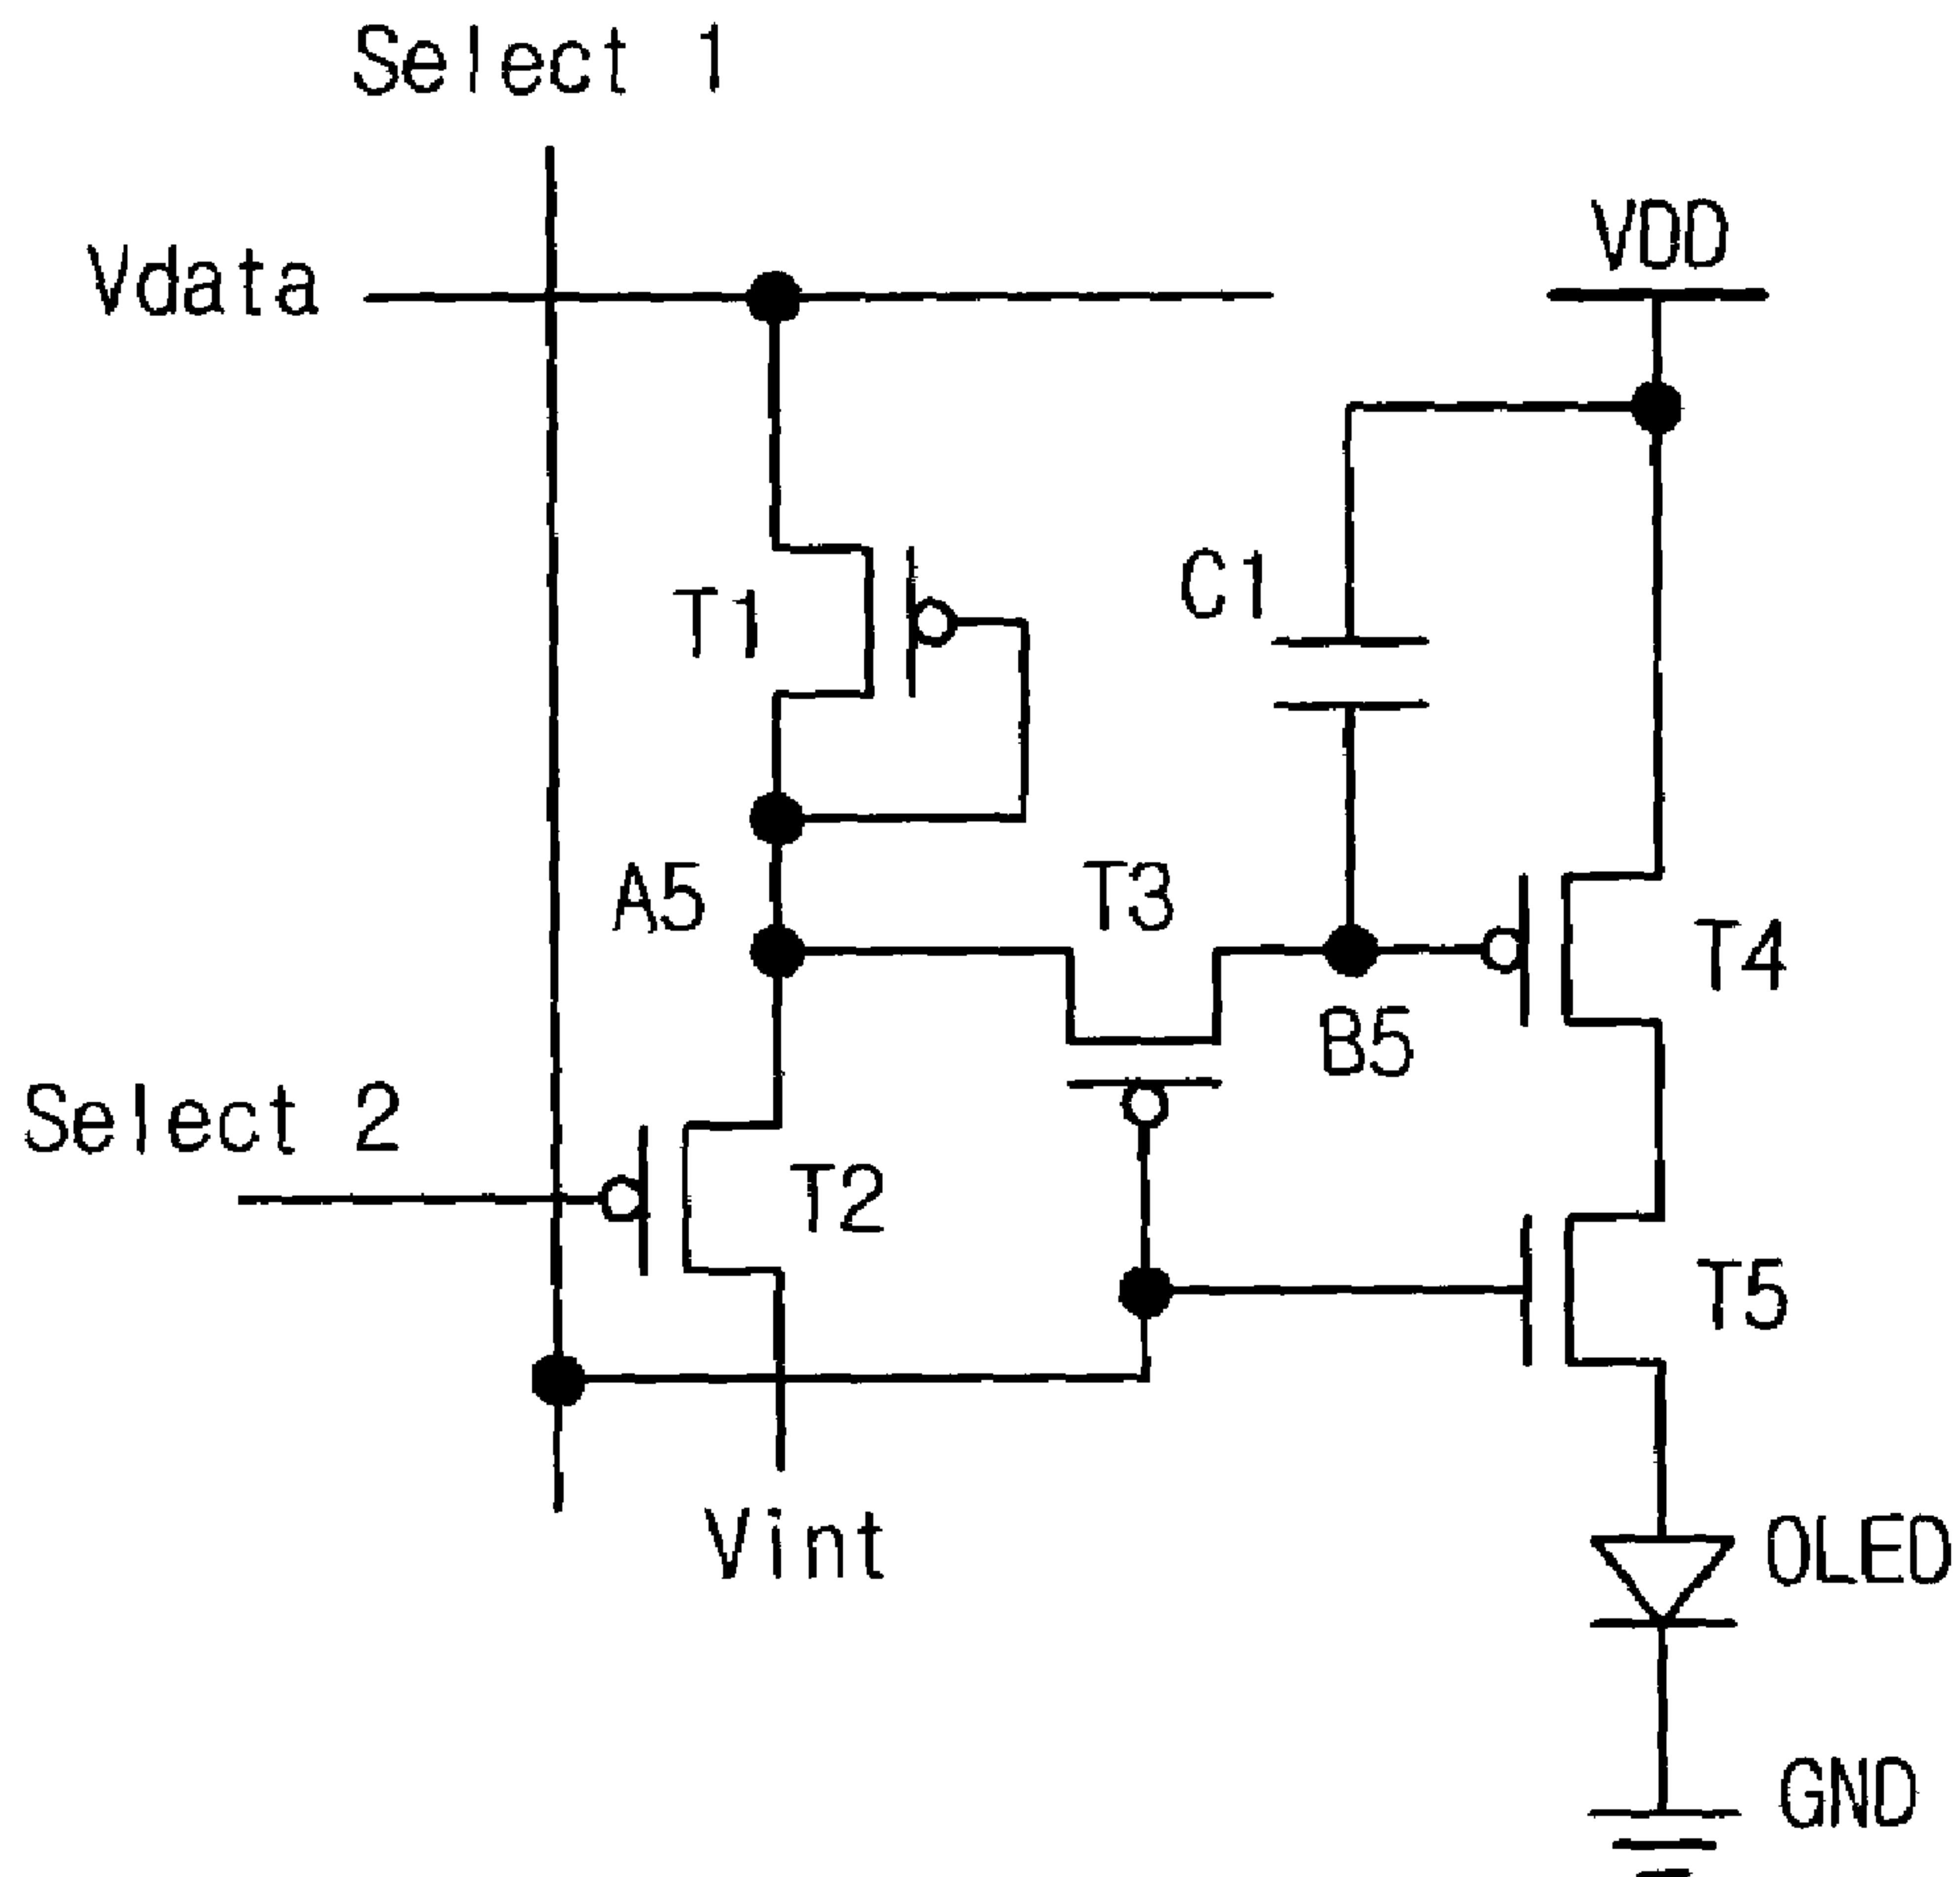 Select 1
Vdata
VDD
C1
T1
A5
T3
T4
B5
Select 2
T2
T5
Vint
OLED
GND